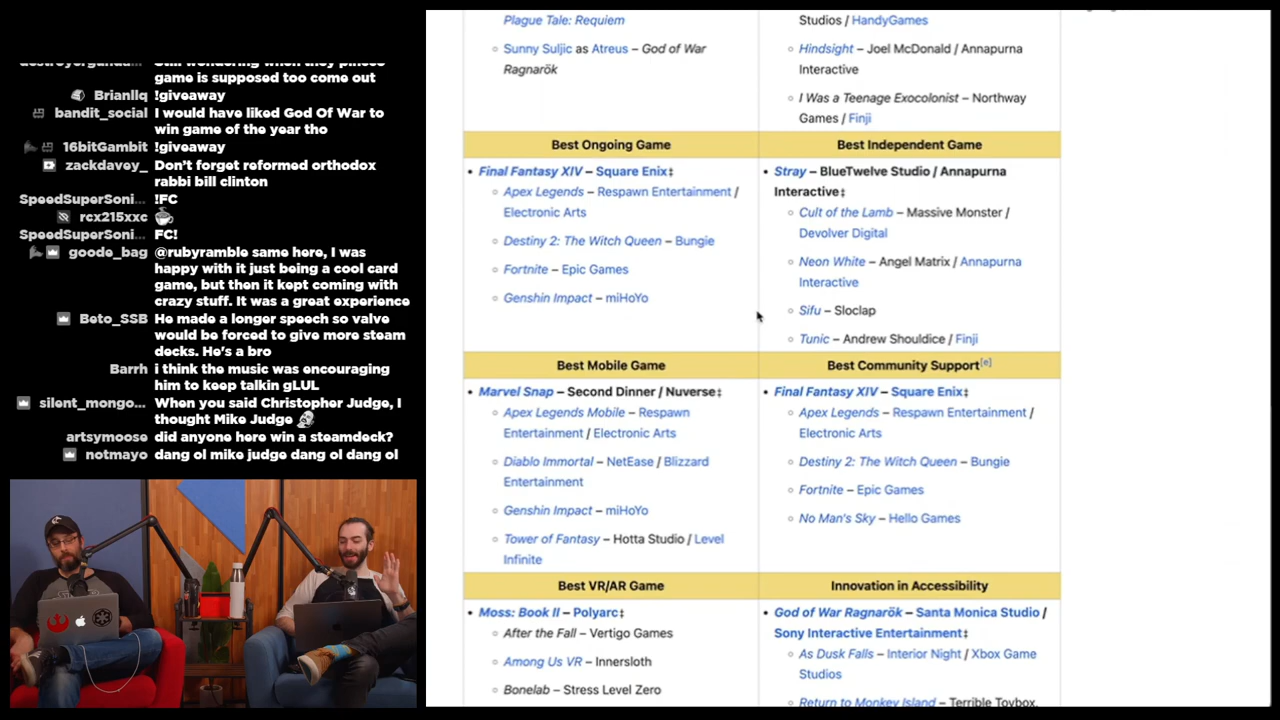 game is supposed too come out
Brianllq !giveaway
bandit_social I would have liked God Of War to
win game of the year tho
16bitGambit !giveaway
zackdavey_ Don't forget reformed orthodox
rabbi bill clinton
SpeedSuperSoni... !FC
rcx215xxc
SpeedSuperSoni... FC!
goode_bag @rubyramble same here, I was
happy with it just being a cool card
game, but then it kept coming with
crazy stuff. It was a great experience
Beto_SSB He made a longer speech so valve
would be forced to give more steam
decks. He's a bro
Barrh i think the music was encouraging
him to keep talkin gLUL
silent_mongo... When you said Christopher Judge, I
thought Mike Judge
artsymoose did anyone here win a steamdeck?
notmayo dang ol mike judge dang ol dang ol
Plague Tale: Requiem
Sunny Suljic as Atreus – God of War
Ragnarök
Studios / HandyGames
Hindsight – Joel McDonald / Annapurna
Interactive
I Was a Teenage Exocolonist – Northway
Games / Finji
Best Ongoing Game
Final Fantasy XIV – Square Enix‡
Apex Legends – Respawn Entertainment /
Electronic Arts
Destiny 2: The Witch Queen – Bungie
Fortnite – Epic Games
Genshin Impact – miHoYo
Best Independent Game
Stray – BlueTwelve Studio / Annapurna
Interactive‡
Cult of the Lamb – Massive Monster /
Devolver Digital
Neon White – Angel Matrix / Annapurna
Interactive
Sifu – Sloclap
Tunic – Andrew Shouldice / Finji
Best Mobile Game
Marvel Snap – Second Dinner / Nuverse‡
Apex Legends Mobile – Respawn
Entertainment / Electronic Arts
Diablo Immortal – NetEase / Blizzard
Entertainment
Genshin Impact – miHoYo
Tower of Fantasy – Hotta Studio / Level
Infinite
Best Community Support[e]
Final Fantasy XIV – Square Enix‡
Apex Legends – Respawn Entertainment /
Electronic Arts
Destiny 2: The Witch Queen – Bungie
Fortnite – Epic Games
No Man's Sky – Hello Games
Best VR/AR Game
Moss: Book II – Polyarc‡
After the Fall – Vertigo Games
Among Us VR – Innersloth
Bonelab – Stress Level Zero
Innovation in Accessibility
God of War Ragnarök – Santa Monica Studio /
Sony Interactive Entertainment‡
As Dusk Falls – Interior Night / Xbox Game
Studios
Return to Monkey Island – Terrible Toybox,